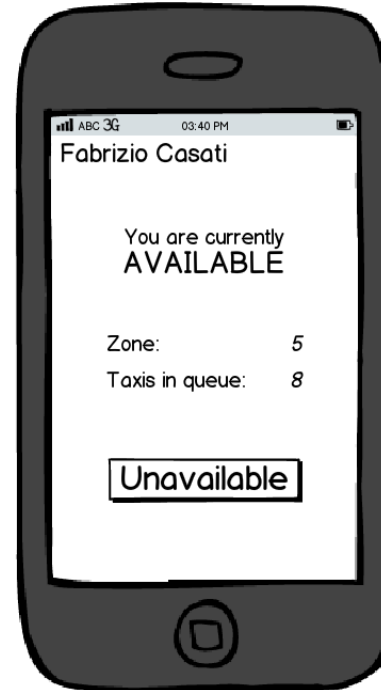 ABC 3G 03:40 PM
Fabrizio Casati
You are currently
AVAILABLE
Zone: 5
Taxis in queue: 8
Unavailable